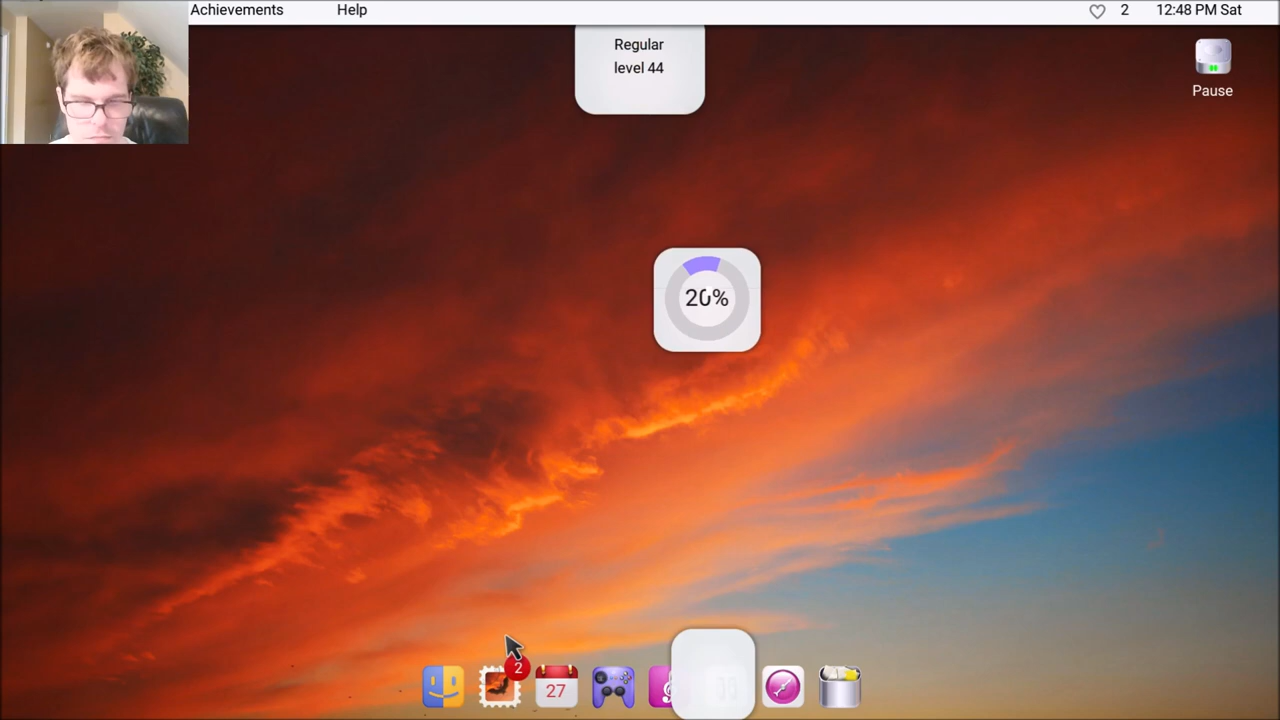 Achievements Help 2 12:48 PM Sat
Regular
level 44
Pause
20%
2
27